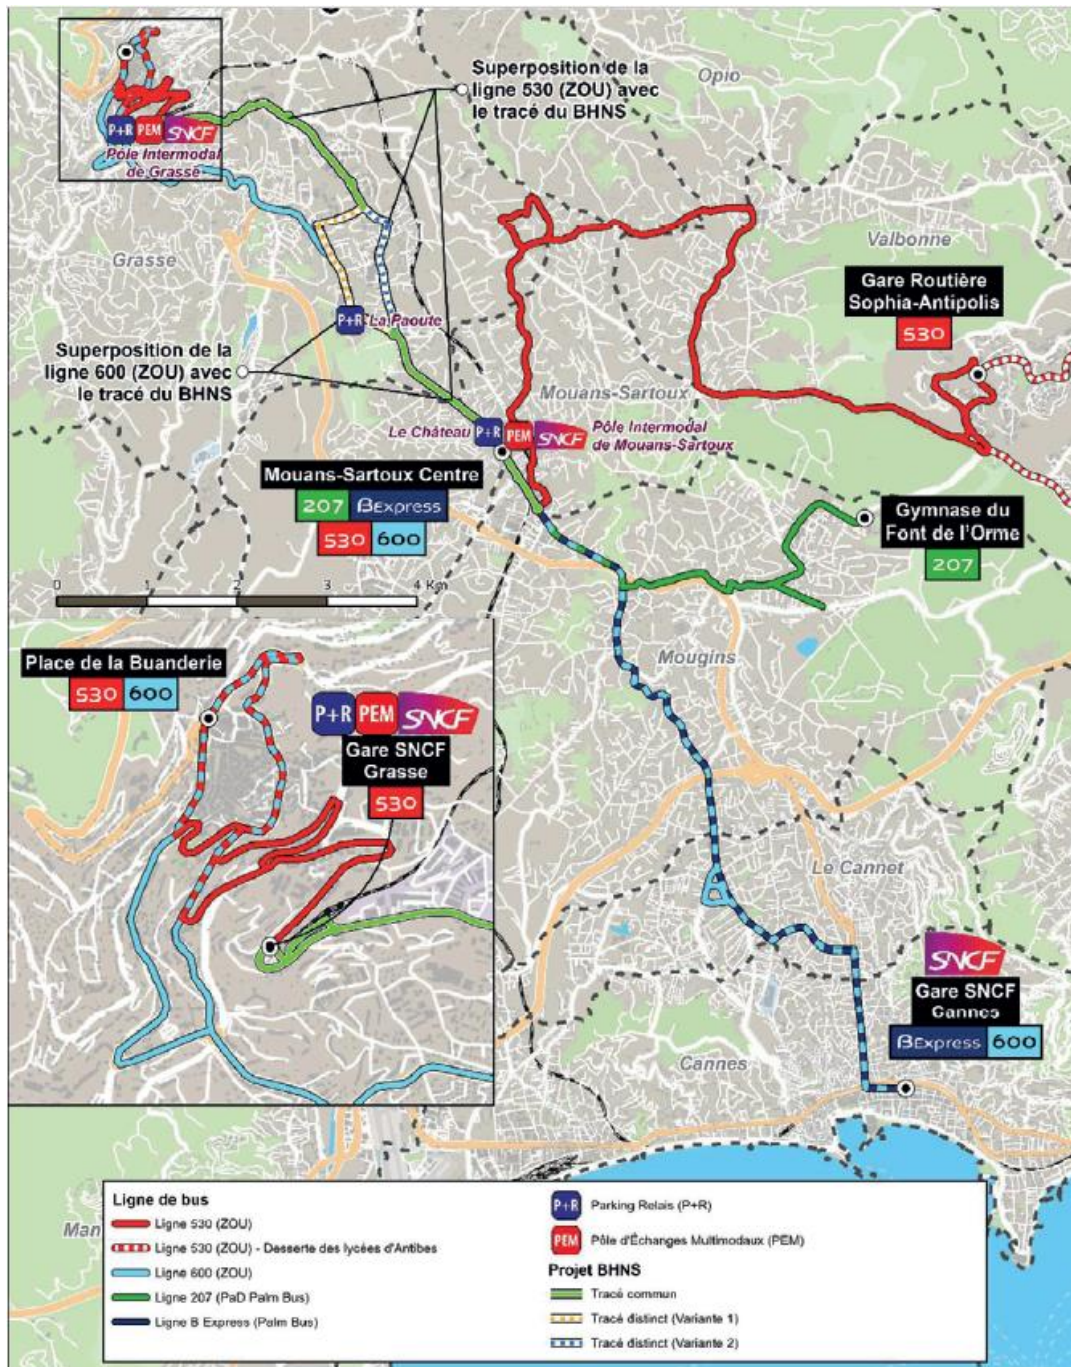 Superposition de la
ligne 530 (ZOU) avec
le tracé du BHNS
Opio
P+R PEM SNCF
Pôle Intermodal
de Grasse
Grasse
Valbonne
Gare Routière
Sophia-Antipolis
530
P+R La Paoute
Superposition de la
ligne 600 (ZOU) avec
le tracé du BHNS
Mouans-Sartoux
Le Château P+R PEM SNCF Pôle Intermodal
de Mouans-Sartoux
Mouans-Sartoux Centre
207 BExpress
530 600
Gymnase du
Font de l'Orme
207
0 1 2 3 4 Km
Place de la Buanderie
530 600
P+R PEM SNCF
Gare SNCF
Grasse
530
Mougins
Le Cannet
SNCF
Gare SNCF
Cannes
BExpress 600
Cannes
Man
Ligne de bus
Ligne 530 (ZOU)
Ligne 530 (ZOU) - Desserte des lycées d'Antibes
Ligne 600 (ZOU)
Ligne 207 (PaD Palm Bus)
Ligne B Express (Palm Bus)
P+R Parking Relais (P+R)
PEM Pôle d'Échanges Multimodaux (PEM)
Projet BHNS
Tracé commun
Tracé distinct (Variante 1)
Tracé distinct (Variante 2)